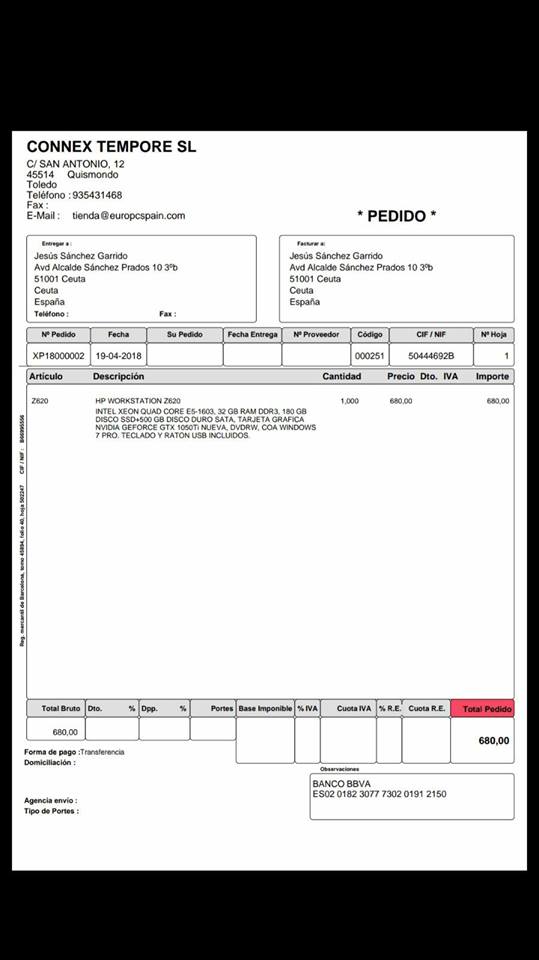 CONNEX TEMPORE SL
C/ SAN ANTONIO, 12
45514 Quismondo
Toledo
Teléfono : 935431468
Fax :
E-Mail : tienda@europcspain.com
* PEDIDO *
Entregar a :
Jesús Sánchez Garrido
Avd Alcalde Sánchez Prados 10 3ºb
51001 Ceuta
Ceuta
España
Teléfono : Fax :
Facturar a:
Jesús Sánchez Garrido
Avd Alcalde Sánchez Prados 10 3ºb
51001 Ceuta
Ceuta
España
Nº Pedido Fecha Su Pedido Fecha Entrega Nº Proveedor Código CIF / NIF Nº Hoja
XP18000002 19-04-2018 000251 50444692B 1
Artículo Descripción Cantidad Precio Dto. IVA Importe
Z620 HP WORKSTATION Z620 1,000 680,00 680,00
INTEL XEON QUAD CORE E5-1603, 32 GB RAM DDR3, 180 GB
DISCO SSD+500 GB DISCO DURO SATA, TARJETA GRAFICA
NVIDIA GEFORCE GTX 1050Ti NUEVA, DVDRW, COA WINDOWS
7 PRO. TECLADO Y RATON USB INCLUIDOS.
Reg. mercantil de Barcelona, tomo 45894, folio 40, hoja 502247 CIF / NIF : B66995556
Total Bruto Dto. % Dpp. % Portes Base Imponible % IVA Cuota IVA % R.E. Cuota R.E. Total Pedido
680,00 680,00
Forma de pago :Transferencia
Domiciliación :
Observaciones
BANCO BBVA
ES02 0182 3077 7302 0191 2150
Agencia envío :
Tipo de Portes :